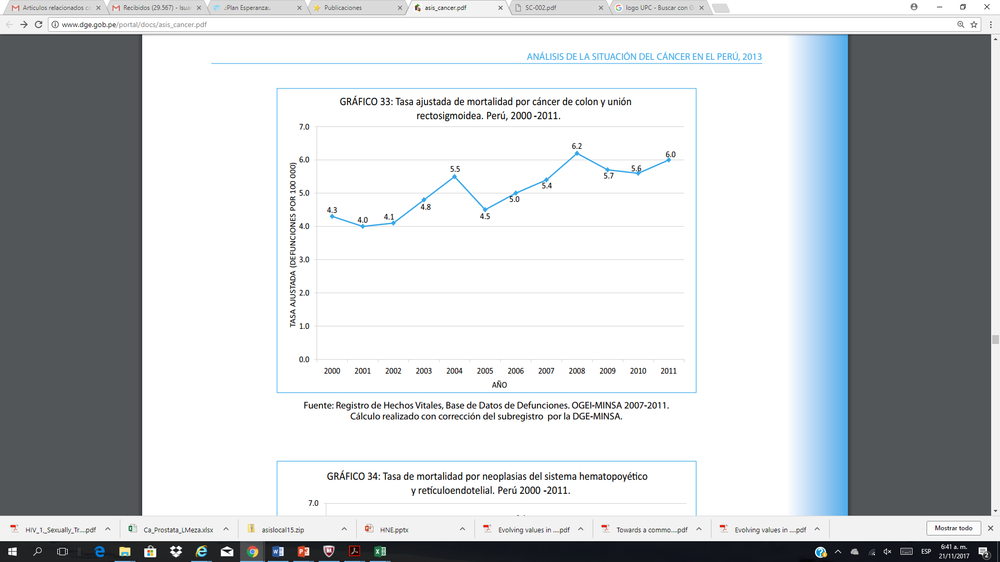 Articulos relacionados co
Recibidos (29.567) - lsua
.:Plan Esperanza:.
Publicaciones
asis_cancer.pdf
SC-002.pdf
logo UPC - Buscar con G
www.dge.gob.pe/portal/docs/asis_cancer.pdf
ANÁLISIS DE LA SITUACIÓN DEL CÁNCER EN EL PERÚ, 2013
GRÁFICO 33: Tasa ajustada de mortalidad por cáncer de colon y unión
rectosigmoidea. Perú, 2000 -2011.
TASA AJUSTADA (DEFUNCIONES POR 100 000)
7.0
6.0
5.0
4.0
3.0
2.0
1.0
0.0
4.3
4.0
4.1
4.8
5.5
4.5
5.0
5.4
6.2
5.7
5.6
6.0
2000 2001 2002 2003 2004 2005 2006 2007 2008 2009 2010 2011
AÑO
Fuente: Registro de Hechos Vitales, Base de Datos de Defunciones. OGEI-MINSA 2007-2011.
Cálculo realizado con corrección del subregistro por la DGE-MINSA.
GRÁFICO 34: Tasa de mortalidad por neoplasias del sistema hematopoyético
y retículoendotelial. Perú 2000 -2011.
7.0
HIV_1,_Sexually_Tr....pdf
Ca_Prostata_LMeza.xlsx
asislocal15.zip
HNE.pptx
Evolving values in ....pdf
Towards a commo....pdf
Evolving values in ....pdf
Mostrar todo
ESP
6:41 a. m.
21/11/2017
2